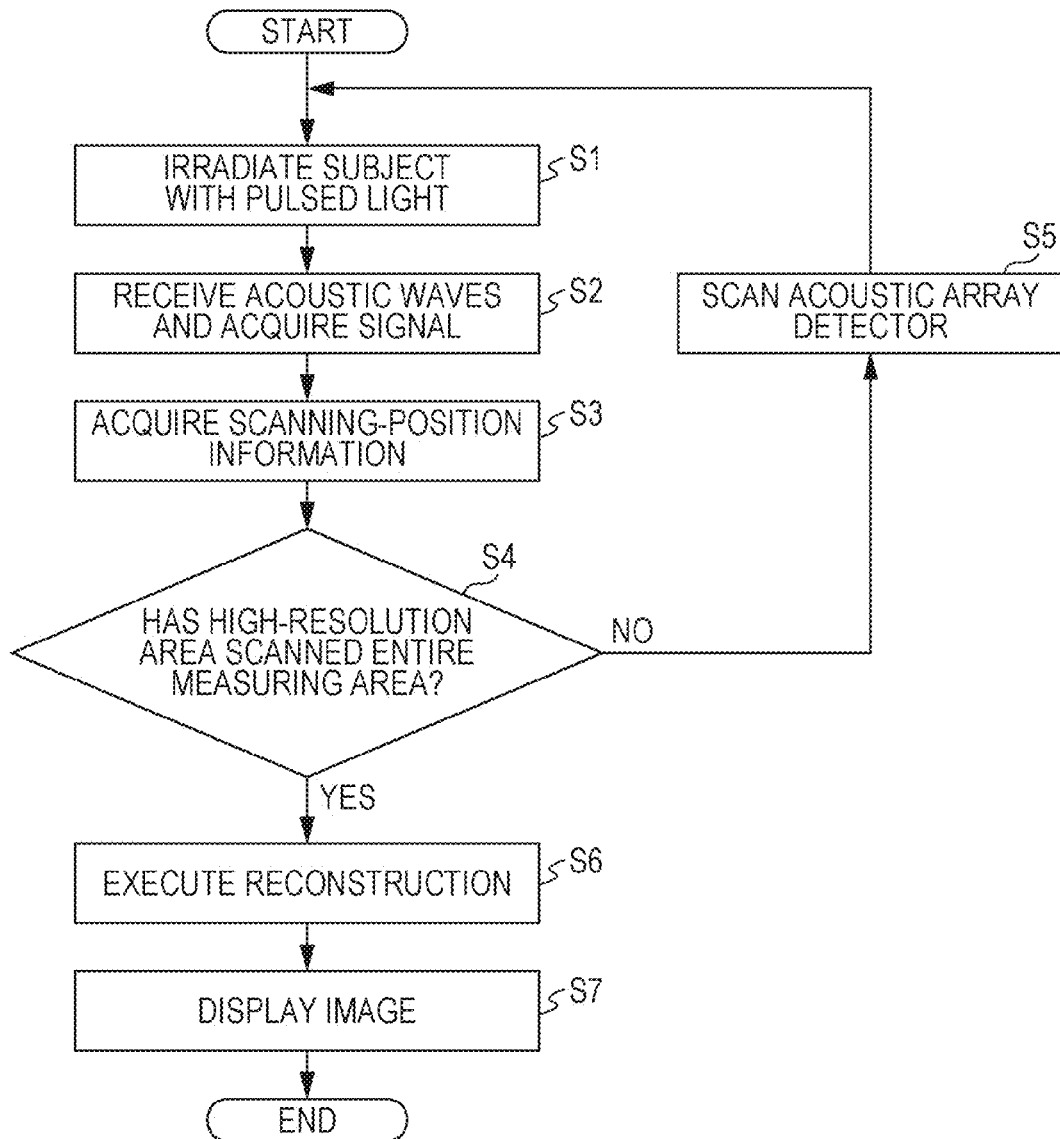 START
IRRADIATE SUBJECT
WITH PULSED LIGHT
S1
RECEIVE ACOUSTIC WAVES
AND ACQUIRE SIGNAL
S2
ACQUIRE SCANNING-POSITION
INFORMATION
S3
HAS HIGH-RESOLUTION
AREA SCANNED ENTIRE
MEASURING AREA?
S4
NO
SCAN ACOUSTIC ARRAY
DETECTOR
S5
YES
EXECUTE RECONSTRUCTION
S6
DISPLAY IMAGE
S7
END